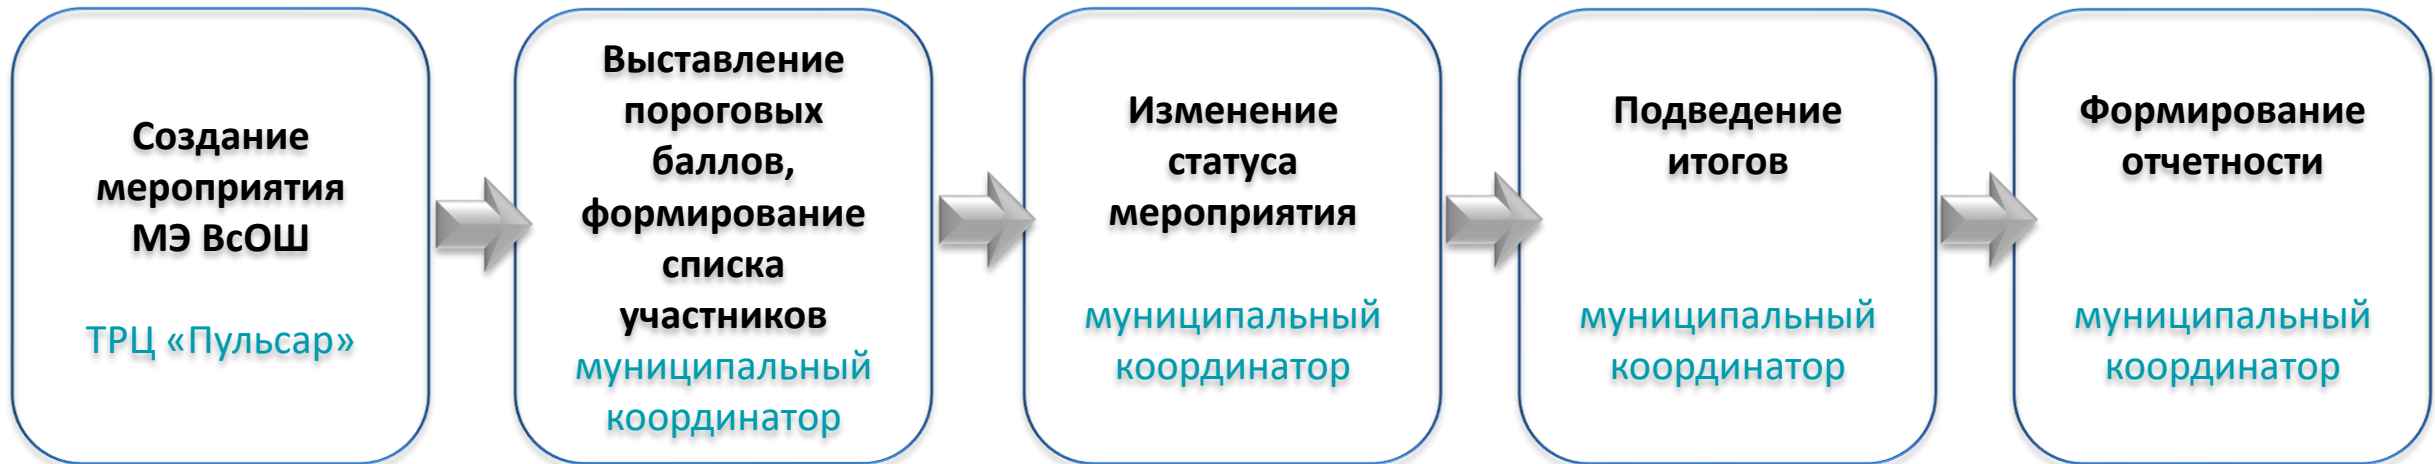 Создание
мероприятия
МЭ ВсОШ
ТРЦ «Пульсар»
Выставление
пороговых
баллов,
формирование
списка
участников
муниципальный
координатор
Изменение
статуса
мероприятия
муниципальный
координатор
Подведение
итогов
муниципальный
координатор
Формирование
отчетности
муниципальный
координатор